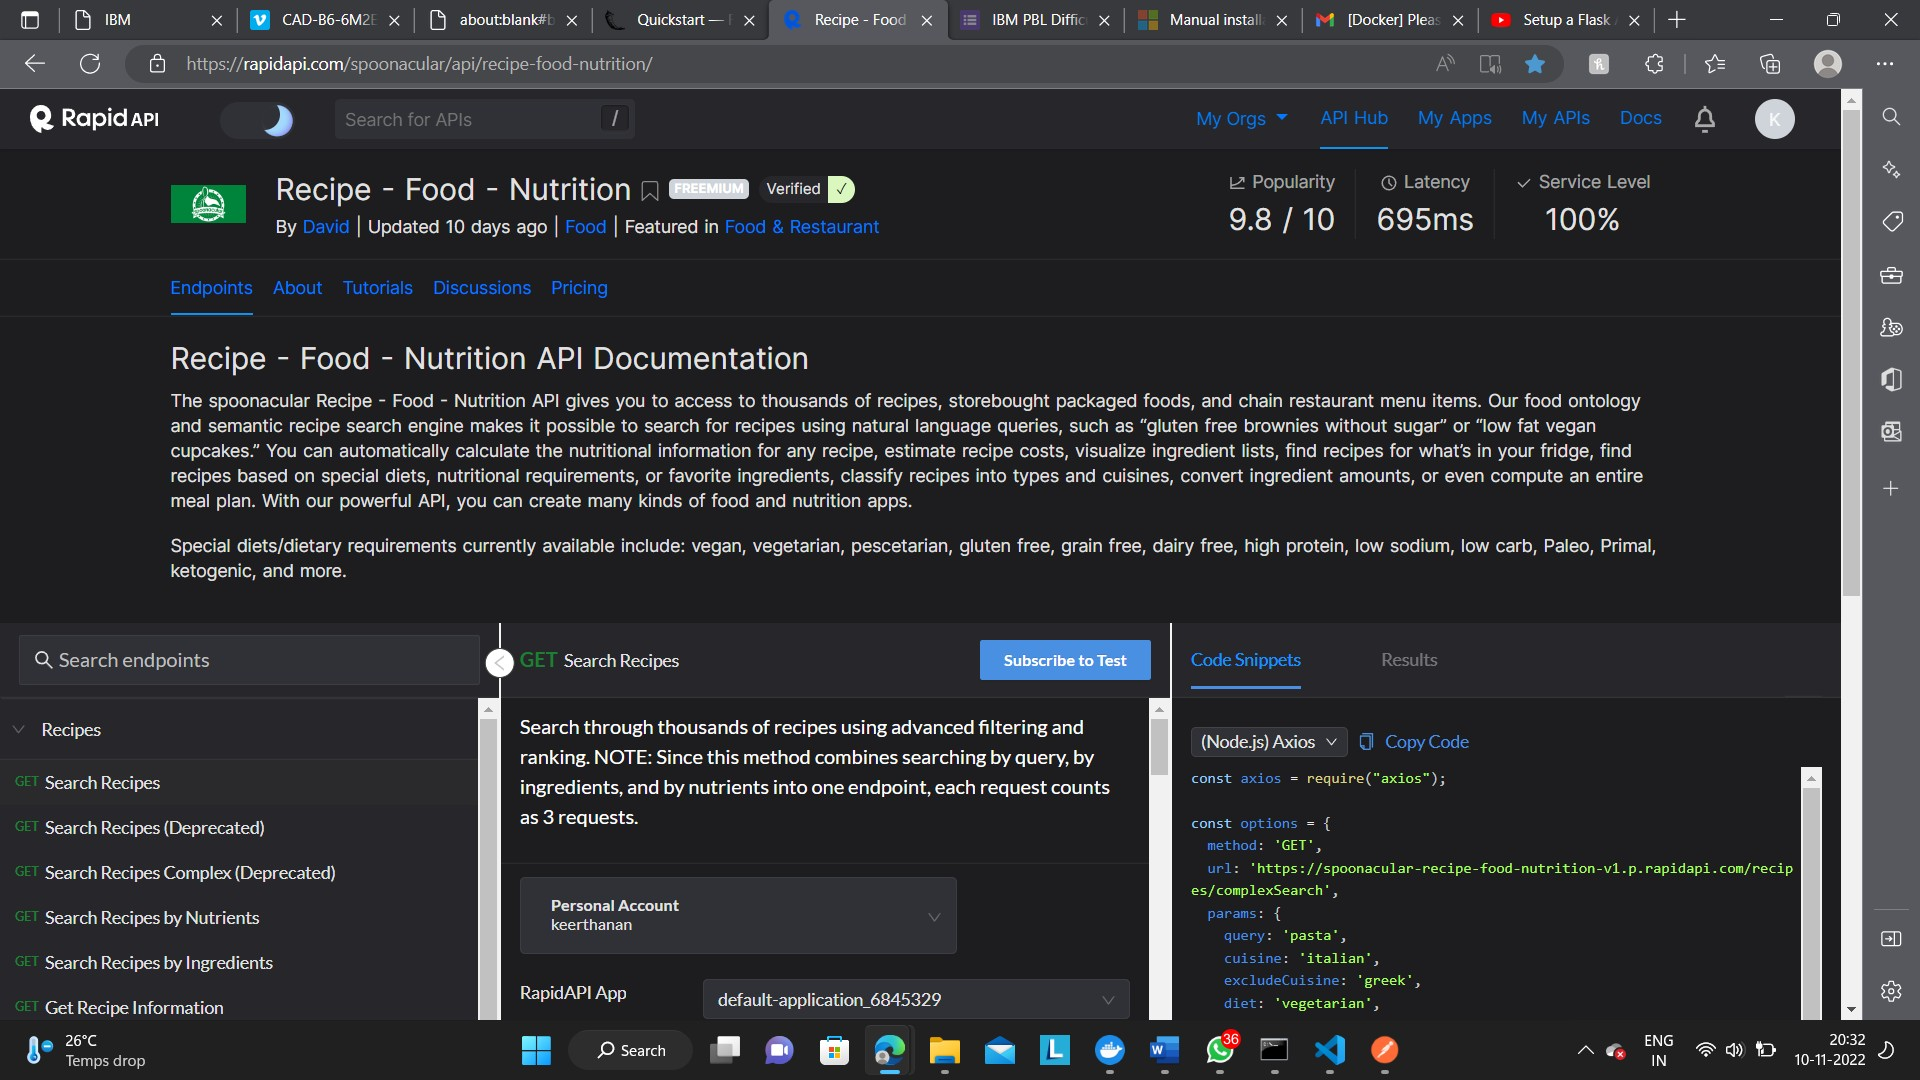 IBM
CAD-B6-6M2E
about:blank#b
Quickstart —
Recipe - Food
IBM PBL Diffic
Manual install
[Docker] Pleas
Setup a Flask
https://rapidapi.com/spoonacular/api/recipe-food-nutrition/
Rapid API
Search for APIs
/
My Orgs
API Hub
My Apps
My APIs
Docs
K
Recipe - Food - Nutrition
FREEMIUM
Verified ✓
Popularity
Latency
Service Level
By David | Updated 10 days ago | Food | Featured in Food & Restaurant
9.8 / 10
695ms
100%
spoonacular
Endpoints
About
Tutorials
Discussions
Pricing
Recipe - Food - Nutrition API Documentation
The spoonacular Recipe - Food - Nutrition API gives you to access to thousands of recipes, storebought packaged foods, and chain restaurant menu items. Our food ontology
and semantic recipe search engine makes it possible to search for recipes using natural language queries, such as “gluten free brownies without sugar” or “low fat vegan
cupcakes.” You can automatically calculate the nutritional information for any recipe, estimate recipe costs, visualize ingredient lists, find recipes for what's in your fridge, find
recipes based on special diets, nutritional requirements, or favorite ingredients, classify recipes into types and cuisines, convert ingredient amounts, or even compute an entire
meal plan. With our powerful API, you can create many kinds of food and nutrition apps.
Special diets/dietary requirements currently available include: vegan, vegetarian, pescetarian, gluten free, grain free, dairy free, high protein, low sodium, low carb, Paleo, Primal,
ketogenic, and more.
Search endpoints
Recipes
GET Search Recipes
GET Search Recipes (Deprecated)
GET Search Recipes Complex (Deprecated)
GET Search Recipes by Nutrients
GET Search Recipes by Ingredients
GET Get Recipe Information
GET Search Recipes
Subscribe to Test
Search through thousands of recipes using advanced filtering and
ranking. NOTE: Since this method combines searching by query, by
ingredients, and by nutrients into one endpoint, each request counts
as 3 requests.
Personal Account
keerthanan
RapidAPI App
default-application_6845329
Code Snippets
Results
(Node.js) Axios
Copy Code
const axios = require("axios");
const options = {
method: 'GET',
url: 'https://spoonacular-recipe-food-nutrition-v1.p.rapidapi.com/recip
es/complexSearch',
params: {
query: 'pasta',
cuisine: 'italian',
excludeCuisine: 'greek',
diet: 'vegetarian',
26°C
Temps drop
Search
L
W
36
ENG
IN
20:32
10-11-2022